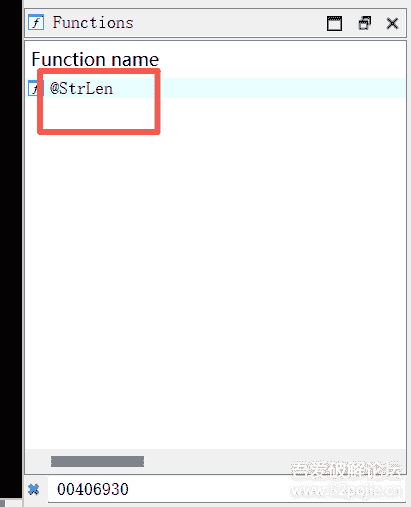 Functions
Function name
f @StrLen
00406930
吾爱破解论坛
www.52pojie.cn